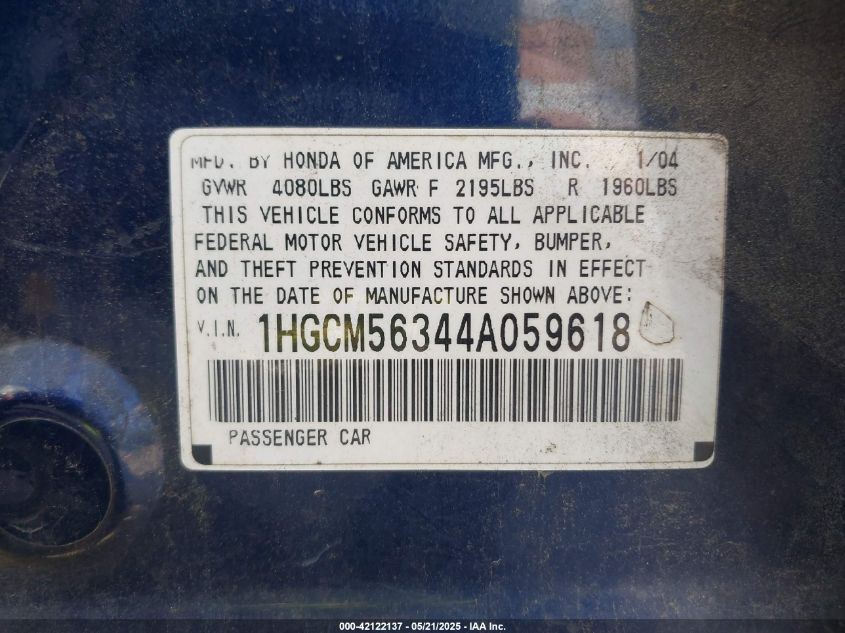 MFD. BY HONDA OF AMERICA MFG., INC. 1/04
GVWR 4080LBS GAWR F 2195LBS R 1960LBS
THIS VEHICLE CONFORMS TO ALL APPLICABLE
FEDERAL MOTOR VEHICLE SAFETY, BUMPER,
AND THEFT PREVENTION STANDARDS IN EFFECT
ON THE DATE OF MANUFACTURE SHOWN ABOVE:
V.I.N. 1HGCM56344A059618
PASSENGER CAR
000-42122137 - 05/21/2025 - IAA Inc.